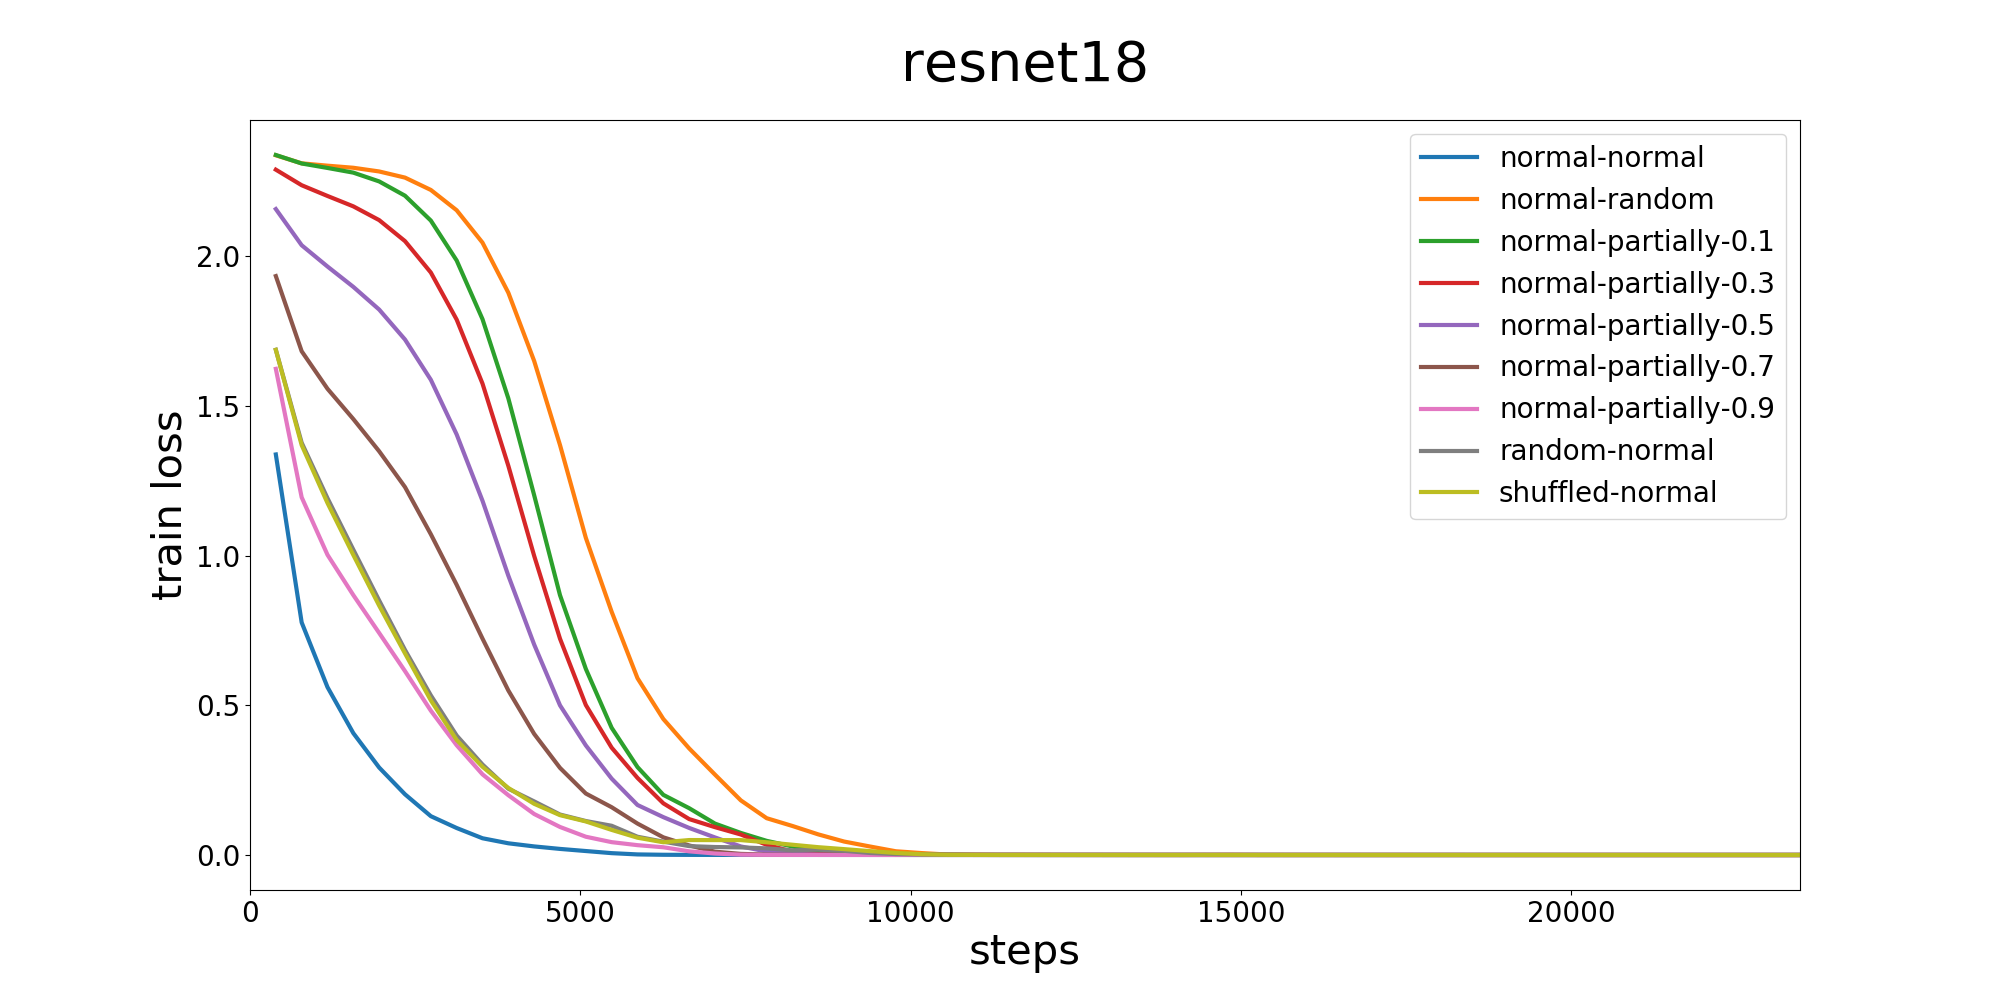 resnet18
train loss
2.0
1.5
1.0
0.5
0.0
normal-normal
normal-random
normal-partially-0.1
normal-partially-0.3
normal-partially-0.5
normal-partially-0.7
normal-partially-0.9
random-normal
shuffled-normal
0 5000 10000 15000 20000
steps